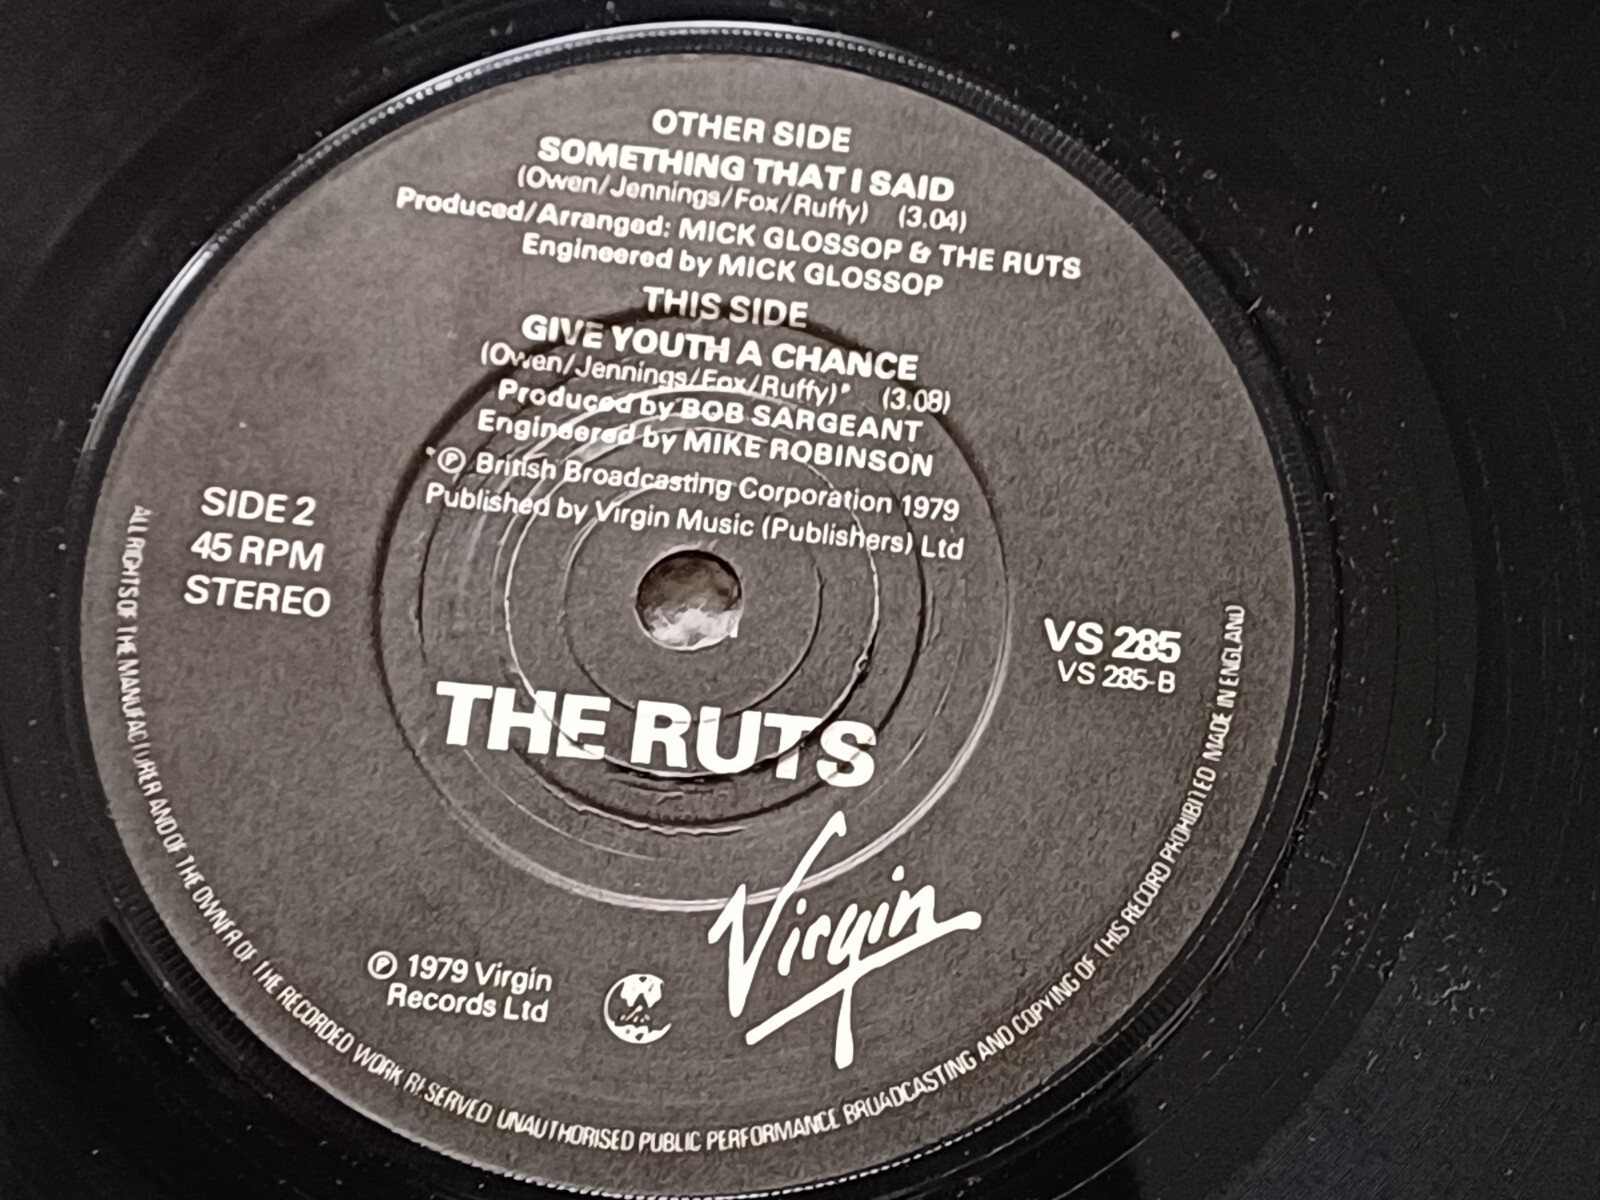 OTHER SIDE
SOMETHING THAT I SAID
(Owen/Jennings/Fox/Ruffy) (3.04)
Produced/Arranged: MICK GLOSSOP & THE RUTS
Engineered by MICK GLOSSOP
THIS SIDE
GIVE YOUTH A CHANCE
(Owen/Jennings/Fox/Ruffy)* (3.08)
Produced by BOB SARGEANT
Engineered by MIKE ROBINSON
*℗ British Broadcasting Corporation 1979
Published by Virgin Music (Publishers) Ltd
SIDE 2
45 RPM
STEREO
VS 285
VS 285-B
THE RUTS
Virgin
℗ 1979 Virgin
Records Ltd
ALL RIGHTS OF THE MANUFACTURER AND OF THE OWNER OF THE RECORDED WORK RESERVED UNAUTHORISED PUBLIC PERFORMANCE BROADCASTING AND COPYING OF THIS RECORD PROHIBITED MADE IN ENGLAND